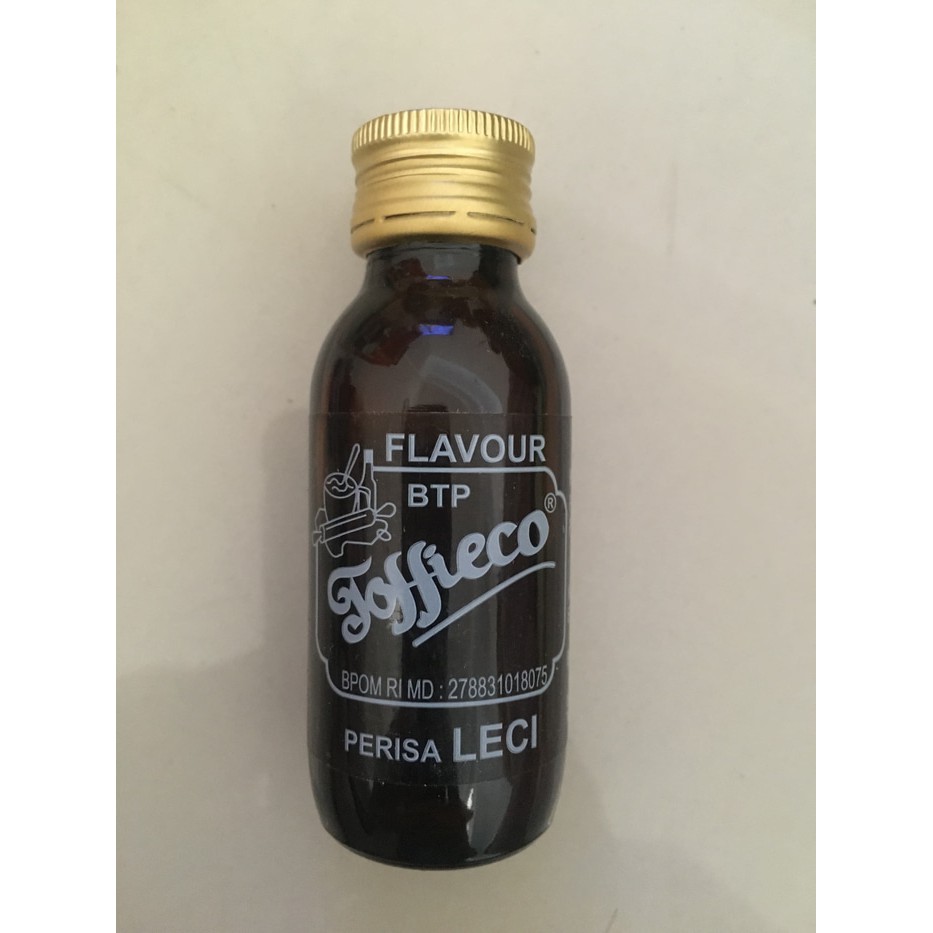 FLAVOUR
BTP
Toffieco®
BPOM RI MD : 278831018075
PERISA LECI